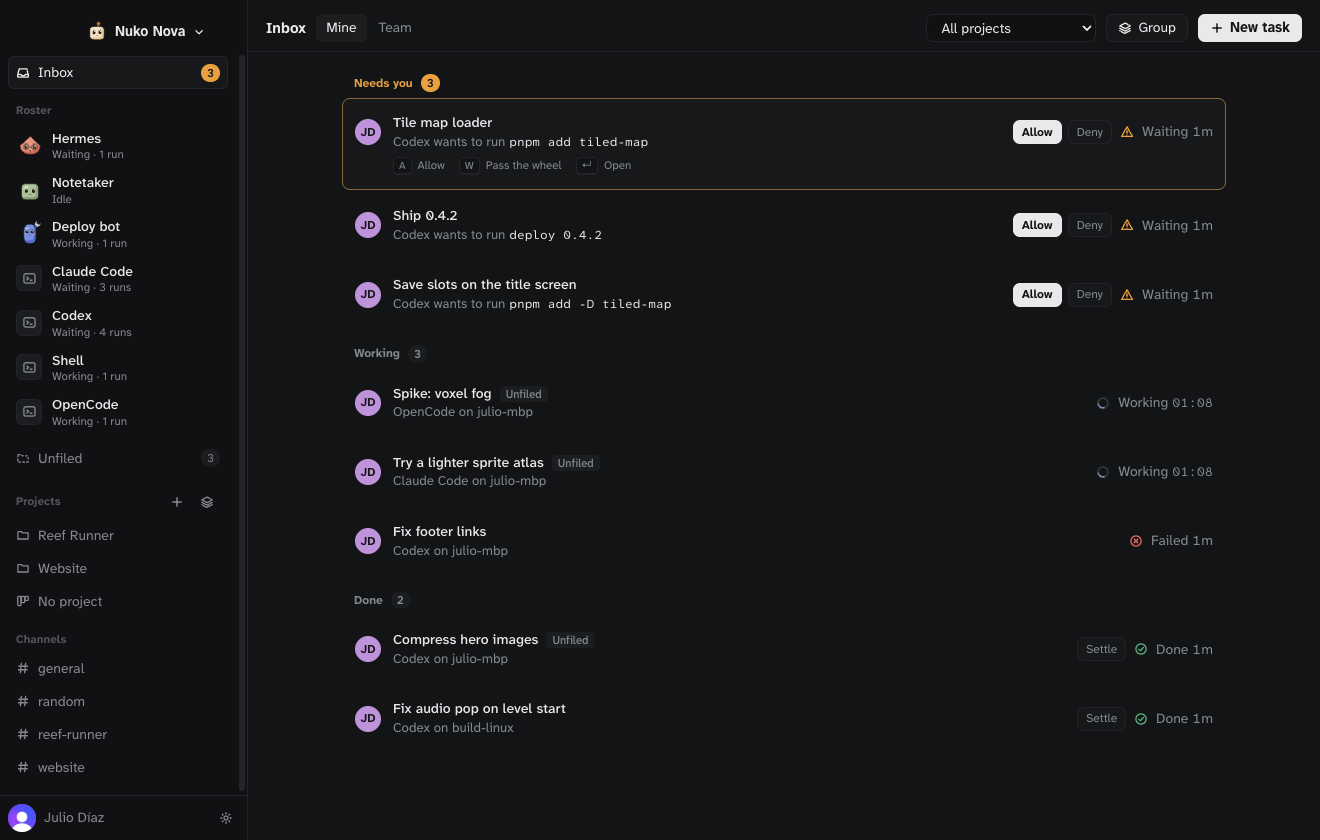 Nuko Nova
Inbox 3
Roster
Hermes
Waiting · 1 run
Notetaker
Idle
Deploy bot
Working · 1 run
Claude Code
Waiting · 3 runs
Codex
Waiting · 4 runs
Shell
Working · 1 run
OpenCode
Working · 1 run
Unfiled 3
Projects
Reef Runner
Website
No project
Channels
# general
# random
# reef-runner
# website
Julio Díaz
Inbox Mine Team All projects Group + New task
Needs you 3
JD Tile map loader
Codex wants to run pnpm add tiled-map
Allow Deny Waiting 1m
A Allow W Pass the wheel ↵ Open
JD Ship 0.4.2
Codex wants to run deploy 0.4.2
Allow Deny Waiting 1m
JD Save slots on the title screen
Codex wants to run pnpm add -D tiled-map
Allow Deny Waiting 1m
Working 3
JD Spike: voxel fog Unfiled
OpenCode on julio-mbp
Working 01:08
JD Try a lighter sprite atlas Unfiled
Claude Code on julio-mbp
Working 01:08
JD Fix footer links
Codex on julio-mbp
Failed 1m
Done 2
JD Compress hero images Unfiled
Codex on julio-mbp
Settle Done 1m
JD Fix audio pop on level start
Codex on build-linux
Settle Done 1m